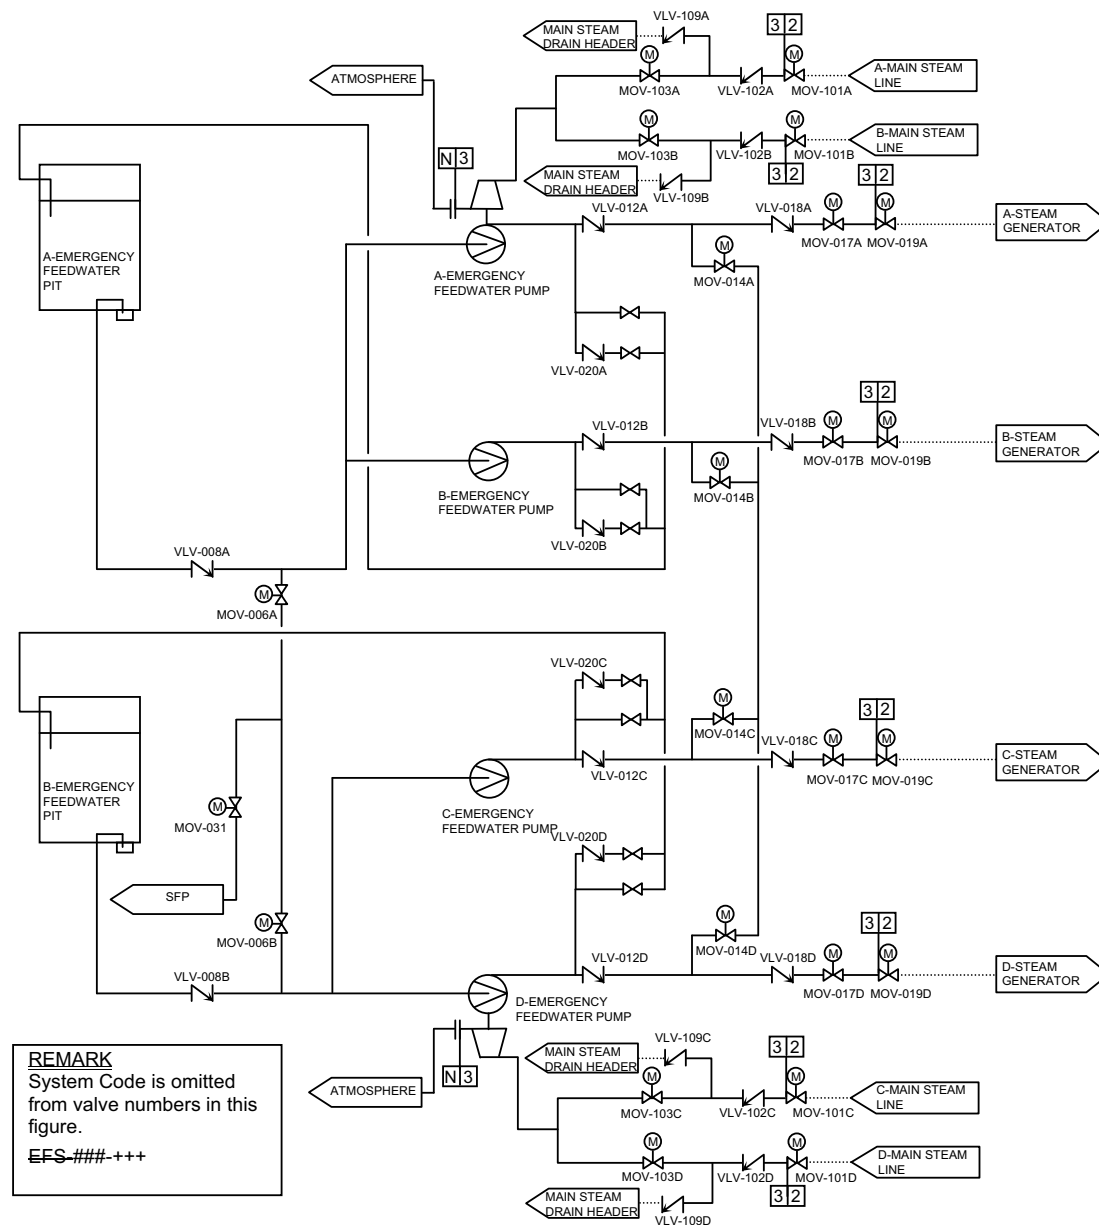 VLV-109A
MAIN STEAM
DRAIN HEADER
3 2
M
M
A-MAIN STEAM
LINE
ATMOSPHERE
MOV-103A
VLV-102A
MOV-101A
M
M
B-MAIN STEAM
LINE
MOV-103B
VLV-102B
MOV-101B
N 3
MAIN STEAM
DRAIN HEADER
3 2
3 2
VLV-109B
VLV-012A
VLV-018A
M
M
A-STEAM
GENERATOR
MOV-017A
MOV-019A
M
A-EMERGENCY
FEEDWATER
PIT
A-EMERGENCY
FEEDWATER PUMP
MOV-014A
VLV-020A
3 2
VLV-012B
VLV-018B
M
M
B-STEAM
GENERATOR
MOV-017B
MOV-019B
M
B-EMERGENCY
FEEDWATER PUMP
MOV-014B
VLV-020B
VLV-008A
M
MOV-006A
VLV-020C
3 2
M
MOV-014C
VLV-018C
M
M
B-EMERGENCY
FEEDWATER
PIT
VLV-012C
C-STEAM
GENERATOR
MOV-017C
MOV-019C
M
MOV-031
C-EMERGENCY
FEEDWATER PUMP
VLV-020D
SFP
M
MOV-006B
M
MOV-014D
3 2
VLV-012D
VLV-018D
M
M
VLV-008B
D-STEAM
GENERATOR
MOV-017D
MOV-019D
D-EMERGENCY
FEEDWATER PUMP
VLV-109C
3 2
MAIN STEAM
DRAIN HEADER
N 3
M
M
ATMOSPHERE
C-MAIN STEAM
LINE
MOV-103C
VLV-102C
MOV-101C
M
M
D-MAIN STEAM
LINE
MOV-103D
VLV-102D
MOV-101D
3 2
MAIN STEAM
DRAIN HEADER
VLV-109D
REMARK
System Code is omitted
from valve numbers in this
figure.
EFS-###-+++